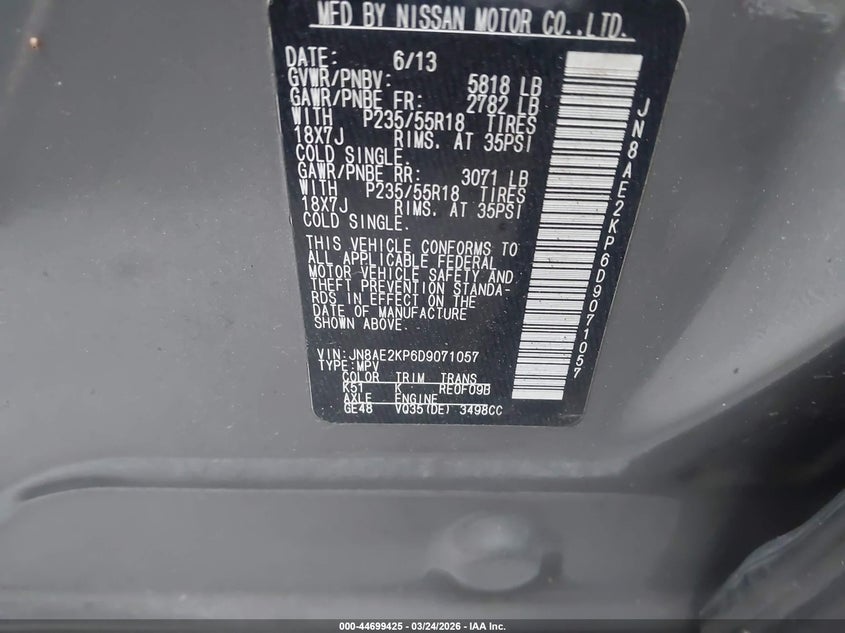 MFD BY NISSAN MOTOR CO.,LTD.
DATE: 6/13
GVWR/PNBV: 5818 LB
GAWR/PNBE FR: 2782 LB
WITH P235/55R18 TIRES
18X7J RIMS. AT 35PSI
COLD SINGLE.
GAWR/PNBE RR: 3071 LB
WITH P235/55R18 TIRES
18X7J RIMS. AT 35PSI
COLD SINGLE.
THIS VEHICLE CONFORMS TO
ALL APPLICABLE FEDERAL
MOTOR VEHICLE SAFETY AND
THEFT PREVENTION STANDA-
RDS IN EFFECT ON THE
DATE OF MANUFACTURE
SHOWN ABOVE.
VIN:JN8AE2KP6D9071057
TYPE:MPV
COLOR TRIM TRANS
K51 K RE0F09B
AXLE ENGINE
GE48 VQ35(DE) 3498CC
JN8AE2KP6D9071057
000-44699425 | 03/24/2026 | IAA Inc.